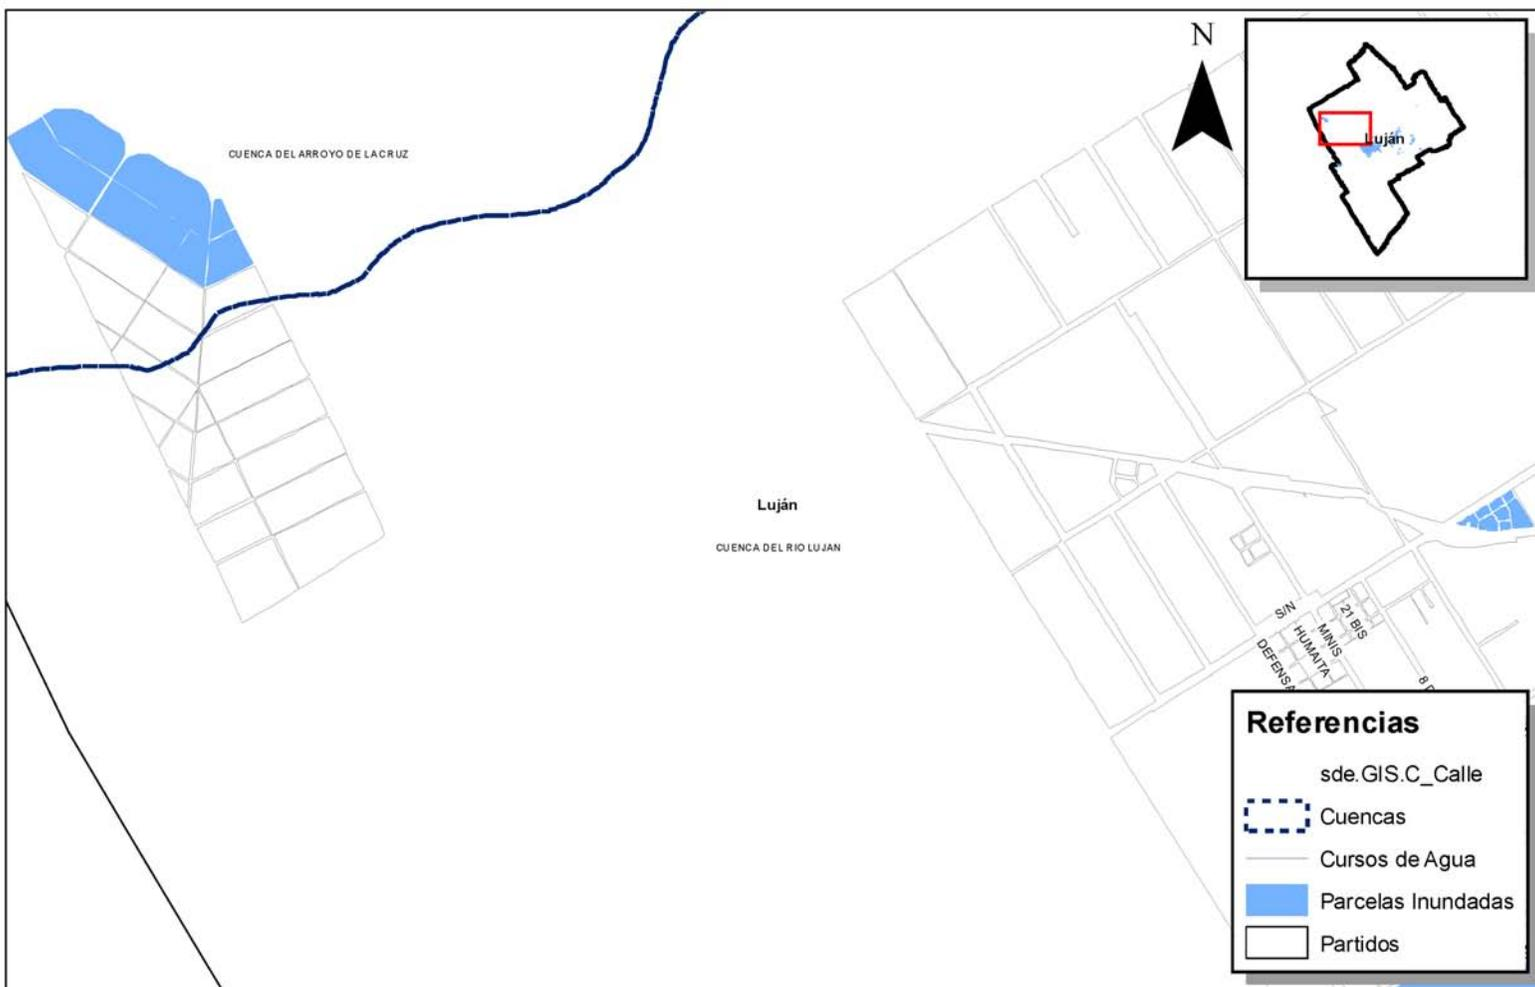 N
Luján
CUENCA DEL ARROYO DE LA CRUZ
Luján
CUENCA DEL RIO LUJAN
S/N
21 BIS
MINIS
HUMAITA
DEFENSA
8 D
Referencias
sde.GIS.C_Calle
Cuencas
Cursos de Agua
Parcelas Inundadas
Partidos